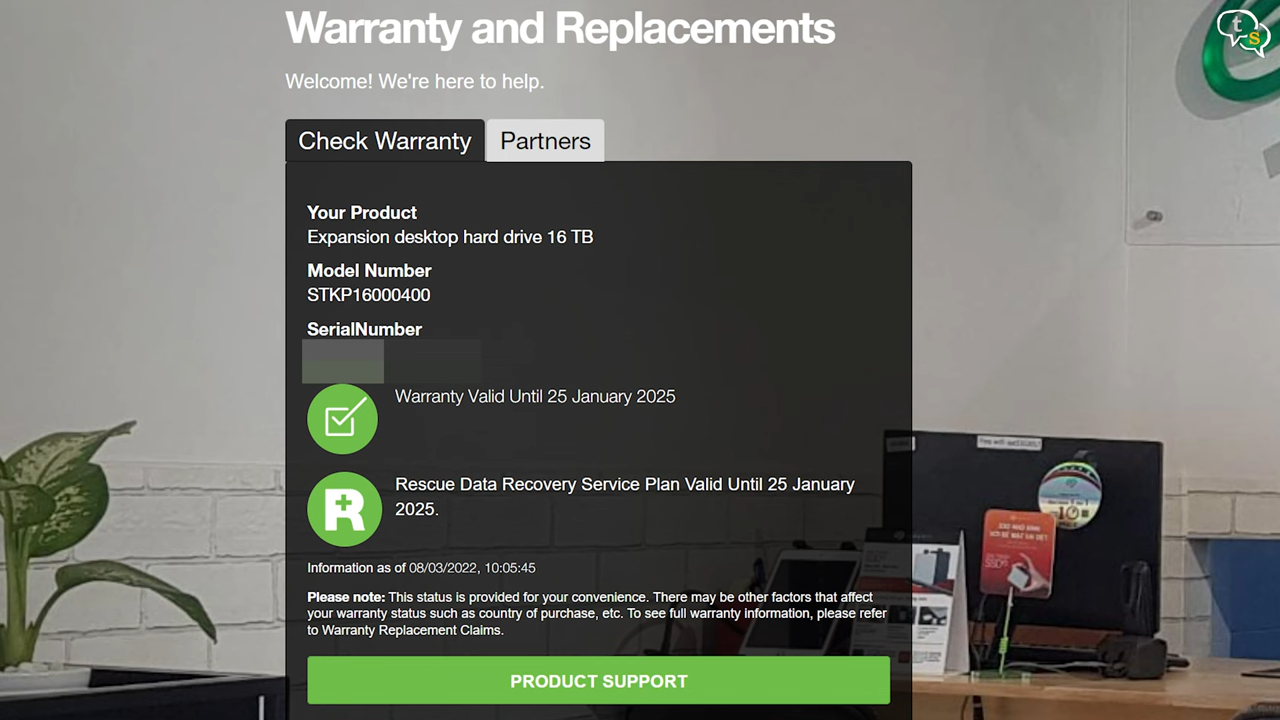 Warranty and Replacements
ts
Welcome! We're here to help.
Check Warranty
Partners
Your Product
Expansion desktop hard drive 16 TB
Model Number
STKP16000400
SerialNumber
Warranty Valid Until 25 January 2025
Rescue Data Recovery Service Plan Valid Until 25 January
2025.
R
Information as of 08/03/2022, 10:05:45
Please note: This status is provided for your convenience. There may be other factors that affect
your warranty status such as country of purchase, etc. To see full warranty information, please refer
to Warranty Replacement Claims.
PRODUCT SUPPORT